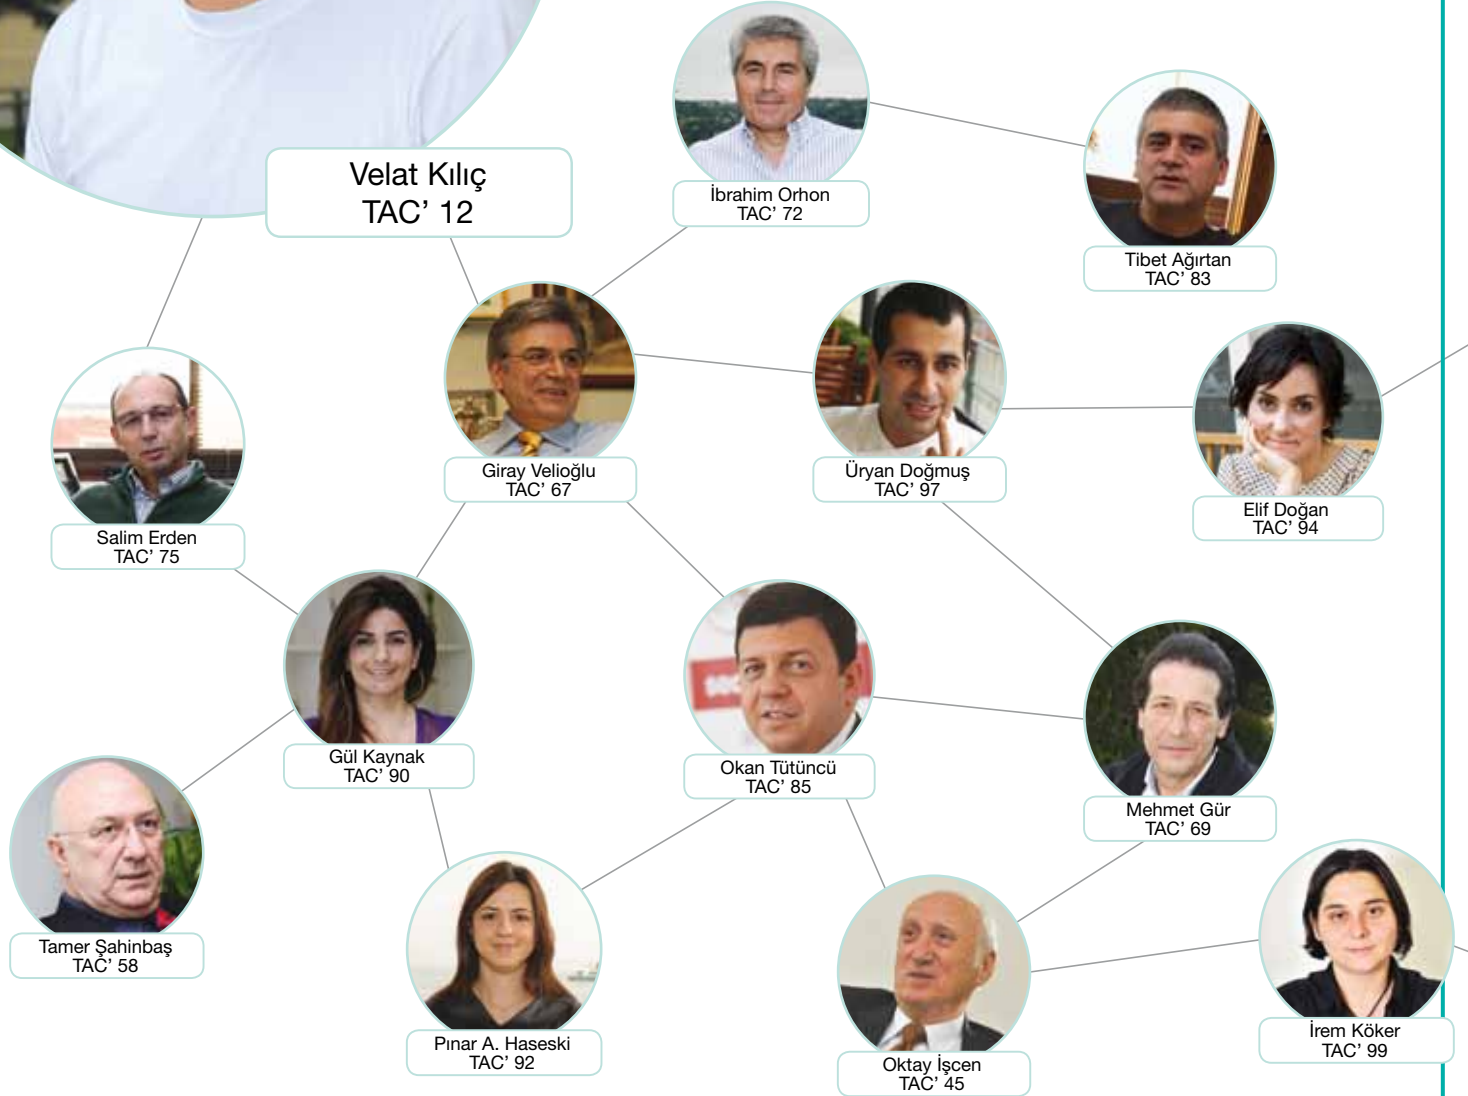 Velat Kılıç
TAC’ 12
İbrahim Orhon
TAC’ 72
Tibet Ağırtan
TAC’ 83
Giray Velioğlu
TAC’ 67
Üryan Doğmuş
TAC’ 97
Elif Doğan
TAC’ 94
Salim Erden
TAC’ 75
Gül Kaynak
TAC’ 90
Okan Tütüncü
TAC’ 85
Mehmet Gür
TAC’ 69
Tamer Şahinbaş
TAC’ 58
Pınar A. Haseski
TAC’ 92
Oktay İşcen
TAC’ 45
İrem Köker
TAC’ 99